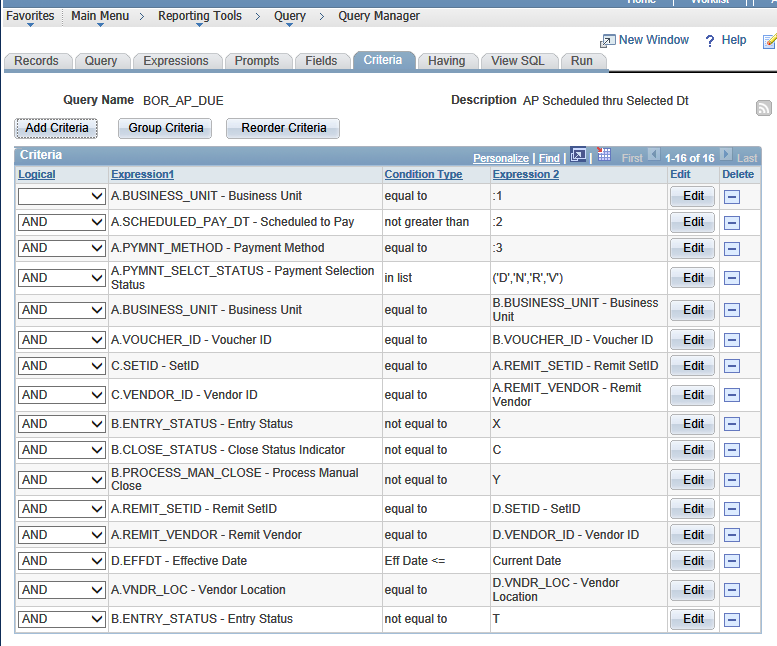 Home Worklist
Favorites Main Menu > Reporting Tools > Query > Query Manager
New Window ? Help
Records Query Expressions Prompts Fields Criteria Having View SQL Run
Query Name BOR_AP_DUE Description AP Scheduled thru Selected Dt
Add Criteria Group Criteria Reorder Criteria
Criteria Personalize | Find | | First 1-16 of 16 Last
Logical Expression1 Condition Type Expression 2 Edit Delete
A.BUSINESS_UNIT - Business Unit equal to :1 Edit
AND A.SCHEDULED_PAY_DT - Scheduled to Pay not greater than :2 Edit
AND A.PYMNT_METHOD - Payment Method equal to :3 Edit
AND A.PYMNT_SELCT_STATUS - Payment Selection
Status in list ('D','N','R','V') Edit
AND A.BUSINESS_UNIT - Business Unit equal to B.BUSINESS_UNIT - Business
Unit Edit
AND A.VOUCHER_ID - Voucher ID equal to B.VOUCHER_ID - Voucher ID Edit
AND C.SETID - SetID equal to A.REMIT_SETID - Remit SetID Edit
AND C.VENDOR_ID - Vendor ID equal to A.REMIT_VENDOR - Remit
Vendor Edit
AND B.ENTRY_STATUS - Entry Status not equal to X Edit
AND B.CLOSE_STATUS - Close Status Indicator not equal to C Edit
AND B.PROCESS_MAN_CLOSE - Process Manual
Close not equal to Y Edit
AND A.REMIT_SETID - Remit SetID equal to D.SETID - SetID Edit
AND A.REMIT_VENDOR - Remit Vendor equal to D.VENDOR_ID - Vendor ID Edit
AND D.EFFDT - Effective Date Eff Date <= Current Date Edit
AND A.VNDR_LOC - Vendor Location equal to D.VNDR_LOC - Vendor
Location Edit
AND B.ENTRY_STATUS - Entry Status not equal to T Edit